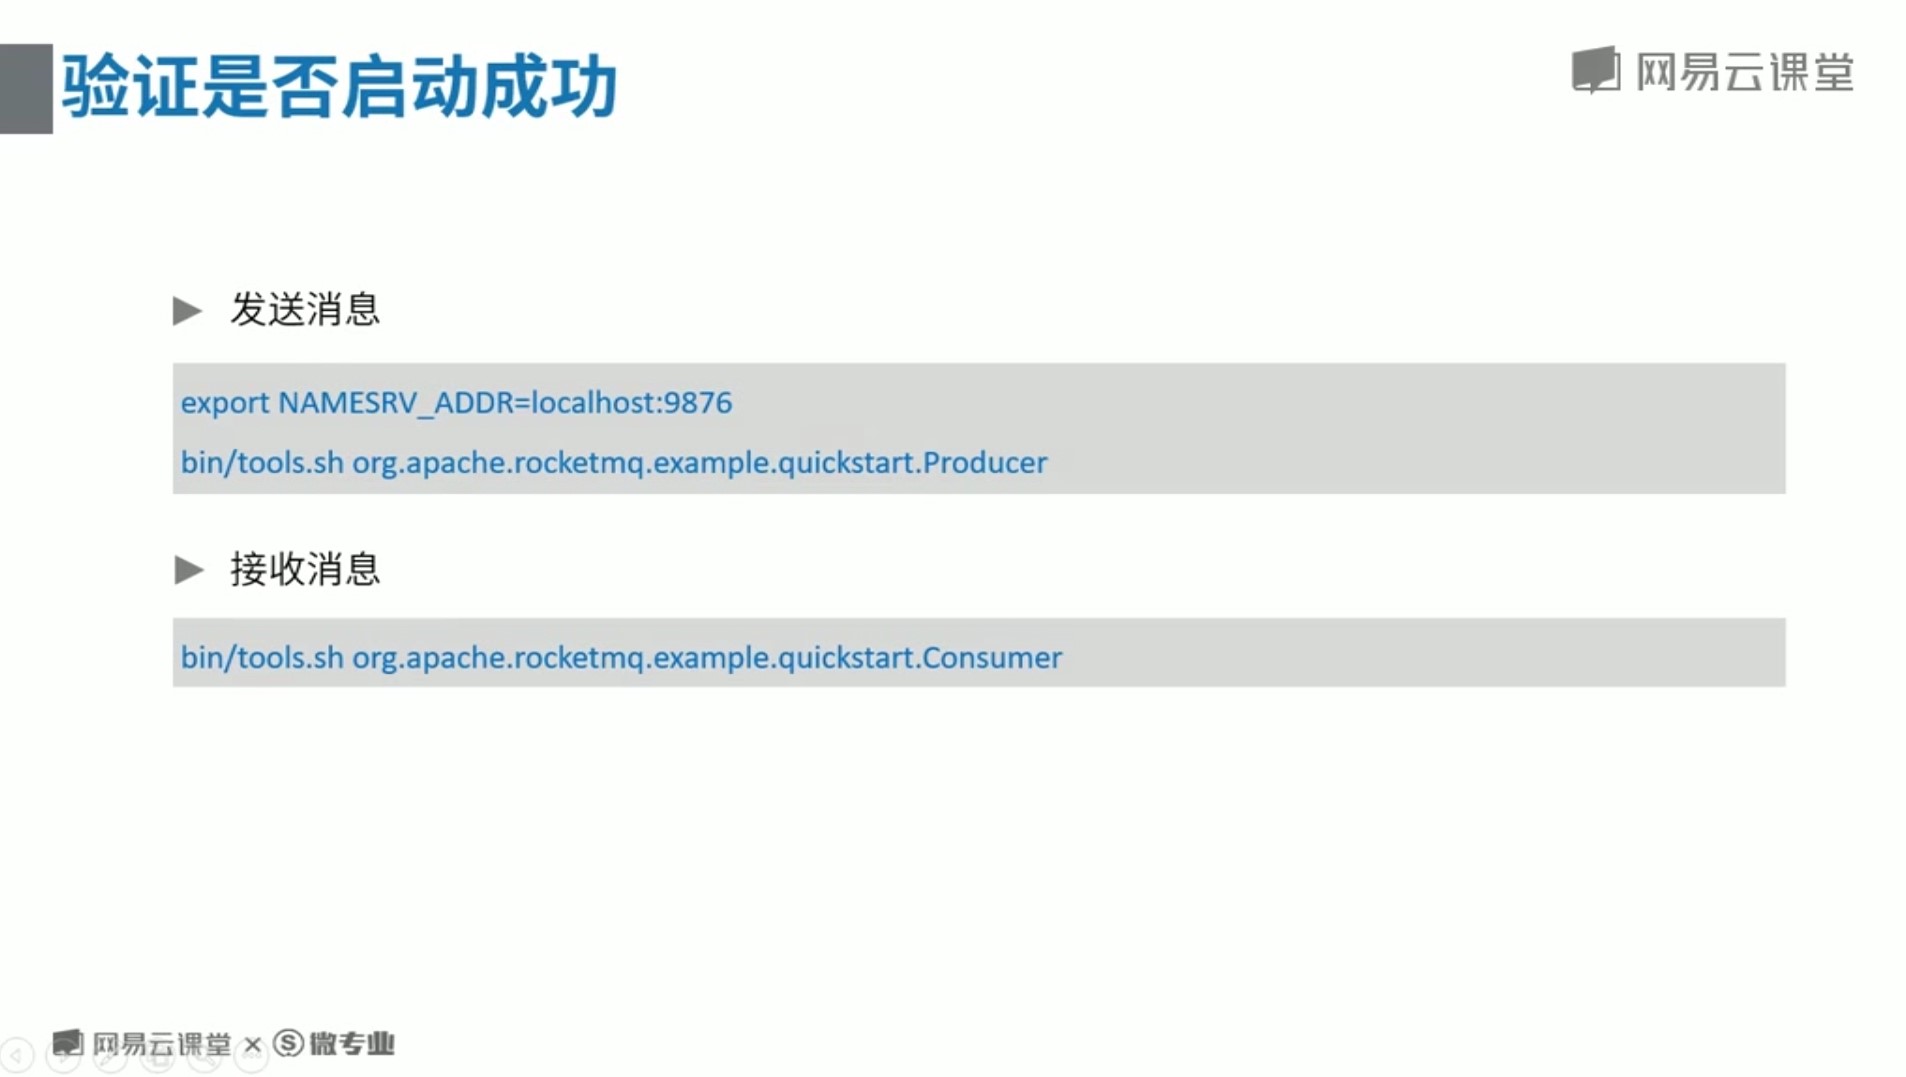 验证是否启动成功
网易云课堂
发送消息
export NAMESRV_ADDR=localhost:9876
bin/tools.sh org.apache.rocketmq.example.quickstart.Producer
接收消息
bin/tools.sh org.apache.rocketmq.example.quickstart.Consumer
网易云课堂 × 微专业